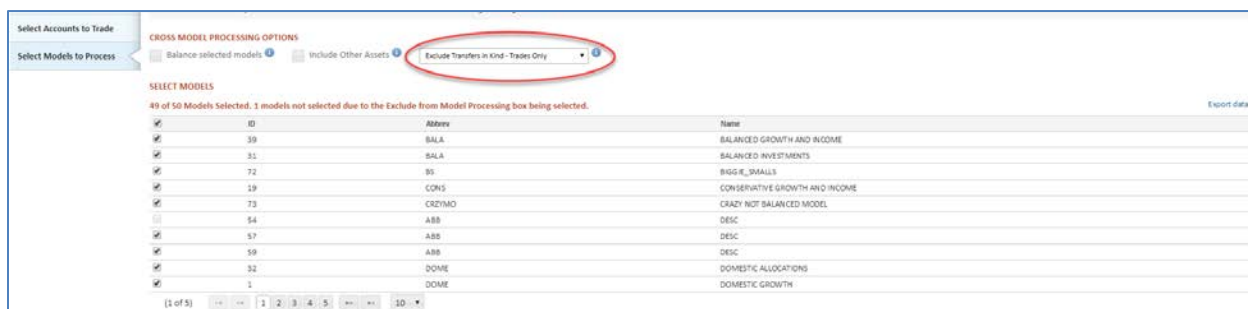 Select Accounts to Trade
Select Models to Process
CROSS MODEL PROCESSING OPTIONS
Balance selected models Include Other Assets Exclude Transfers in Kind - Trades Only
SELECT MODELS
49 of 50 Models Selected. 1 models not selected due to the Exclude from Model Processing box being selected.
Export data
ID Abbrev Name
39 BALA BALANCED GROWTH AND INCOME
31 BALA BALANCED INVESTMENTS
72 BS BIGGIE_SMALLS
19 CONS CONSERVATIVE GROWTH AND INCOME
73 CRZYMO CRAZY NOT BALANCED MODEL
54 ABB DESC
57 ABB DESC
59 ABB DESC
32 DOME DOMESTIC ALLOCATIONS
1 DOME DOMESTIC GROWTH
(1 of 5) 1 2 3 4 5 10